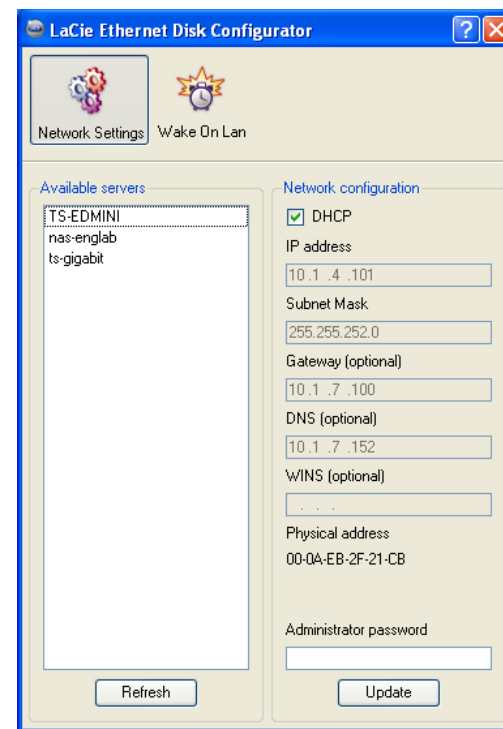 LaCie Ethernet Disk Configurator
Network Settings
Wake On Lan
Available servers
TS-EDMINI
nas-englab
ts-gigabit
Refresh
Network configuration
DHCP
IP address
10 .1 .4 .101
Subnet Mask
255.255.252.0
Gateway (optional)
10 .1 .7 .100
DNS (optional)
10 .1 .7 .152
WINS (optional)
. . .
Physical address
00-0A-EB-2F-21-CB
Administrator password
Update